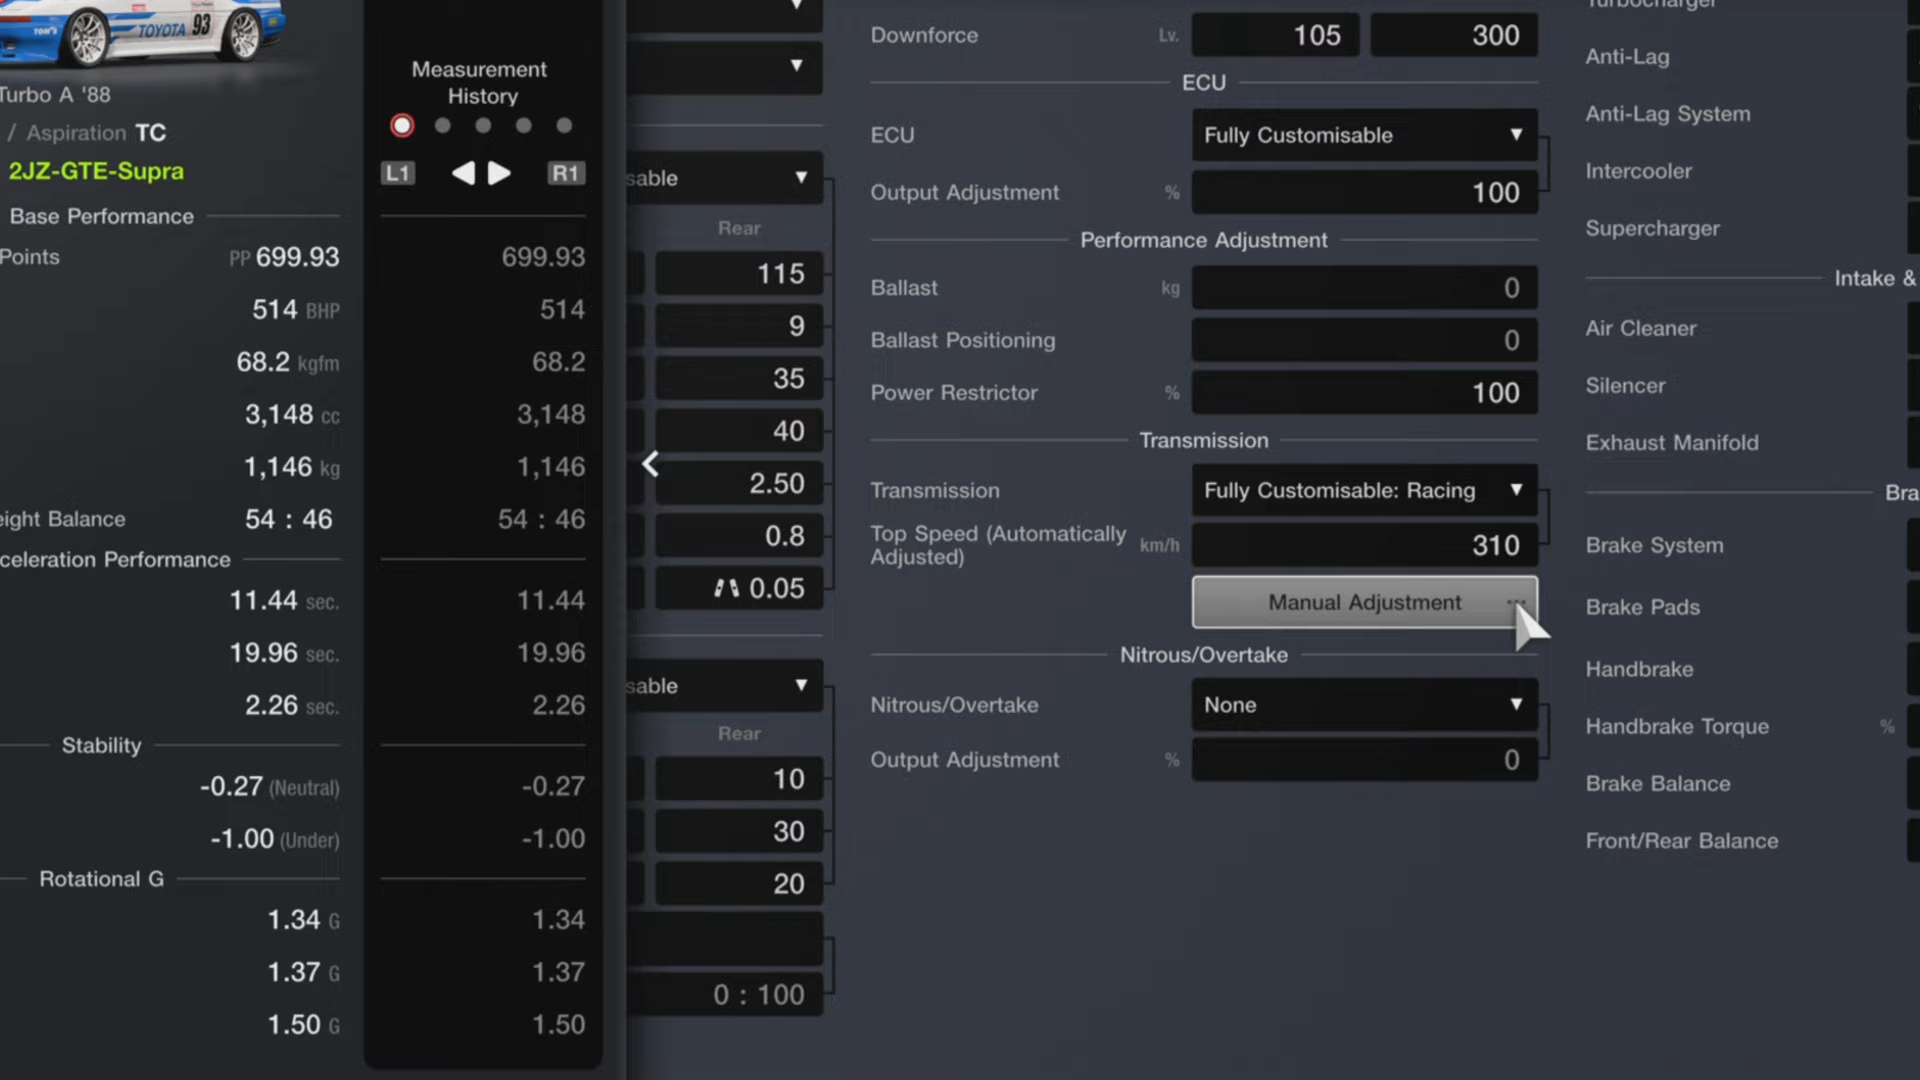 TOM'S
TOYOTA 93
Turbo A '88
/ Aspiration TC
2JZ-GTE-Supra
Base Performance
Points PP 699.93
514 BHP
68.2 kgfm
3,148 cc
1,146 kg
eight Balance 54 : 46
celeration Performance
11.44 sec.
19.96 sec.
2.26 sec.
Stability
-0.27 (Neutral)
-1.00 (Under)
Rotational G
1.34 G
1.37 G
1.50 G
Measurement
History
L1 R1
699.93
514
68.2
3,148
1,146
54 : 46
11.44
19.96
2.26
-0.27
-1.00
1.34
1.37
1.50
sable
Rear
115
9
35
40
2.50
0.8
0.05
sable
Rear
10
30
20
0 : 100
Downforce Lv. 105 300
ECU
ECU Fully Customisable
Output Adjustment % 100
Performance Adjustment
Ballast kg 0
Ballast Positioning 0
Power Restrictor % 100
Transmission
Transmission Fully Customisable: Racing
Top Speed (Automatically
Adjusted) km/h 310
Manual Adjustment ...
Nitrous/Overtake
Nitrous/Overtake None
Output Adjustment % 0
Turbocharger
Anti-Lag
Anti-Lag System
Intercooler
Supercharger
Intake &
Air Cleaner
Silencer
Exhaust Manifold
Bra
Brake System
Brake Pads
Handbrake
Handbrake Torque %
Brake Balance
Front/Rear Balance